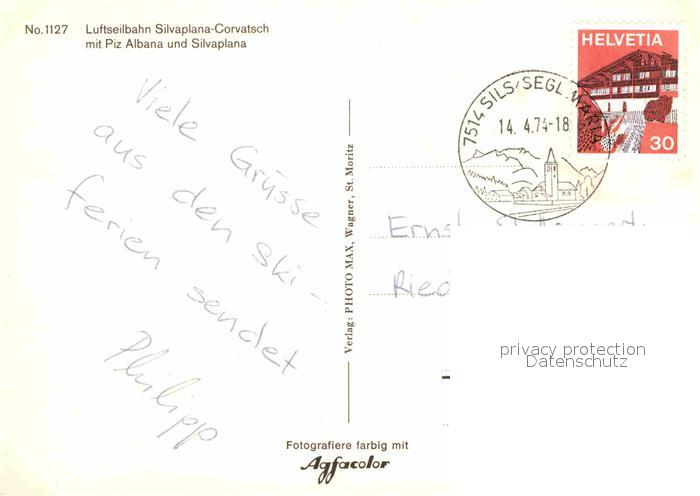 No. 1127 Luftseilbahn Silvaplana-Corvatsch
mit Piz Albana und Silvaplana
Viele Grüsse
aus den Ski-
ferien sendet
Philipp
Verlag: PHOTO MAX, Wagner, St. Moritz
HELVETIA
30
7514 SILS/SEGL MARIA
14. 4.74-18
Ernst
Ried
privacy protection
Datenschutz
Fotografiere farbig mit
Agfacolor